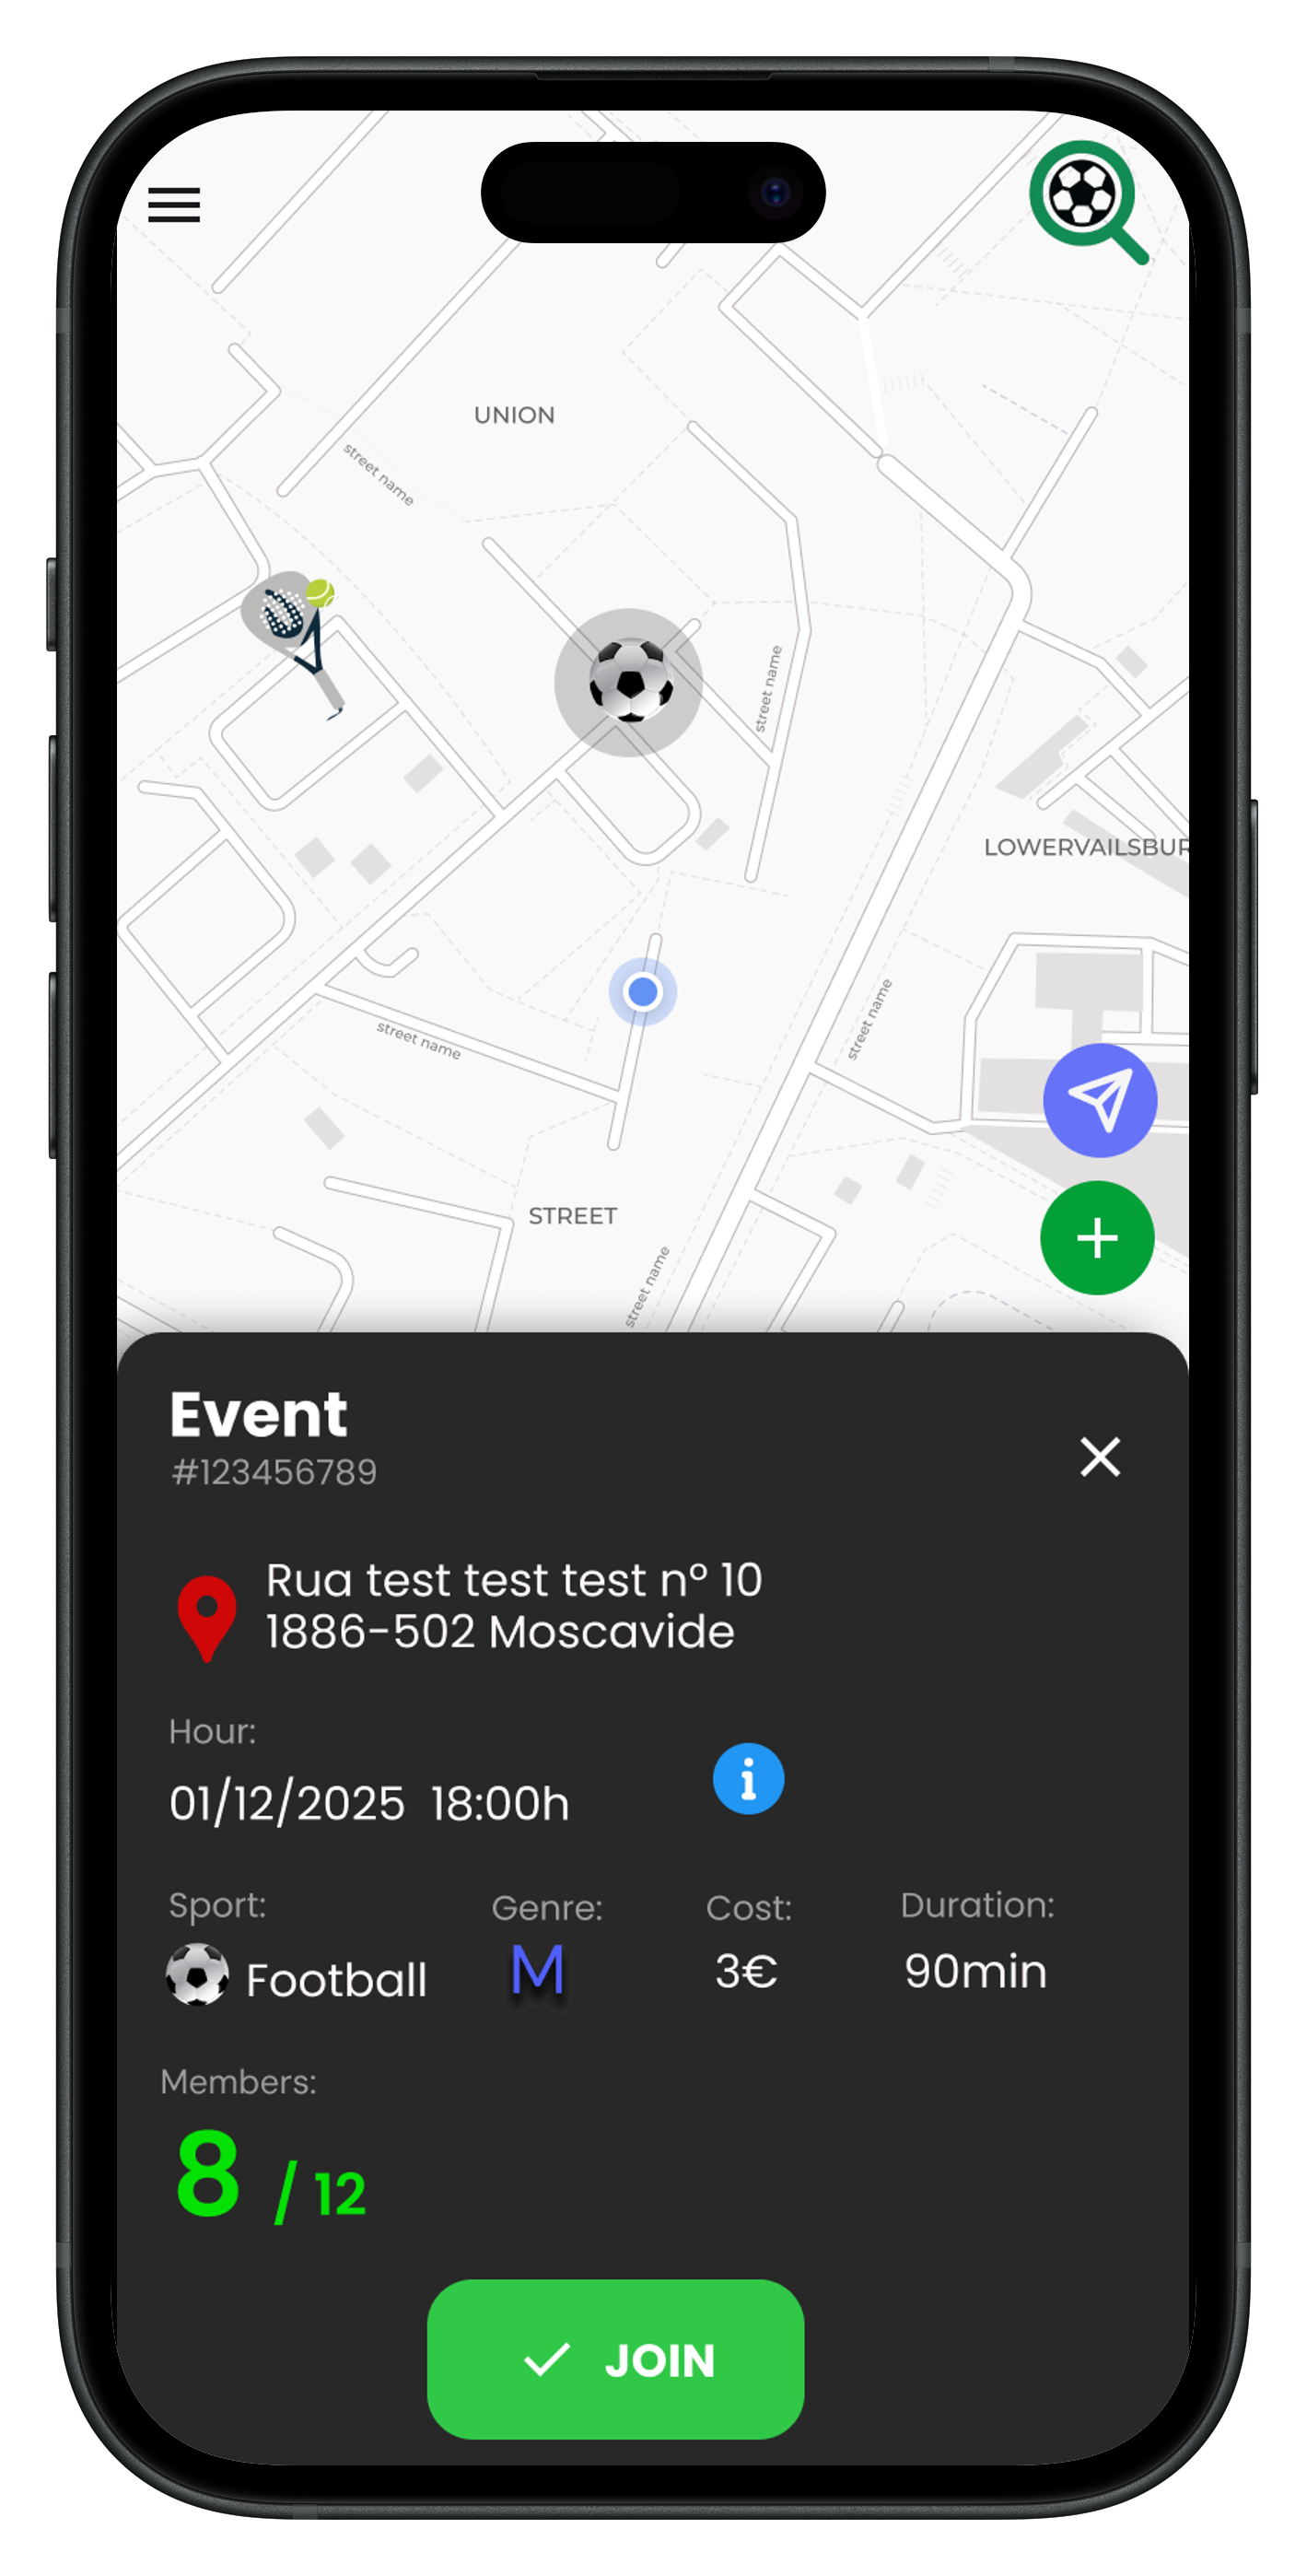 UNION
street name
street name
LOWERVAILSBUR
street name
street name
STREET
street name
Event
#123456789
Rua test test test nº 10
1886-502 Moscavide
Hour:
01/12/2025 18:00h
i
Sport: Genre: Cost: Duration:
Football M 3€ 90min
Members:
8 / 12
JOIN